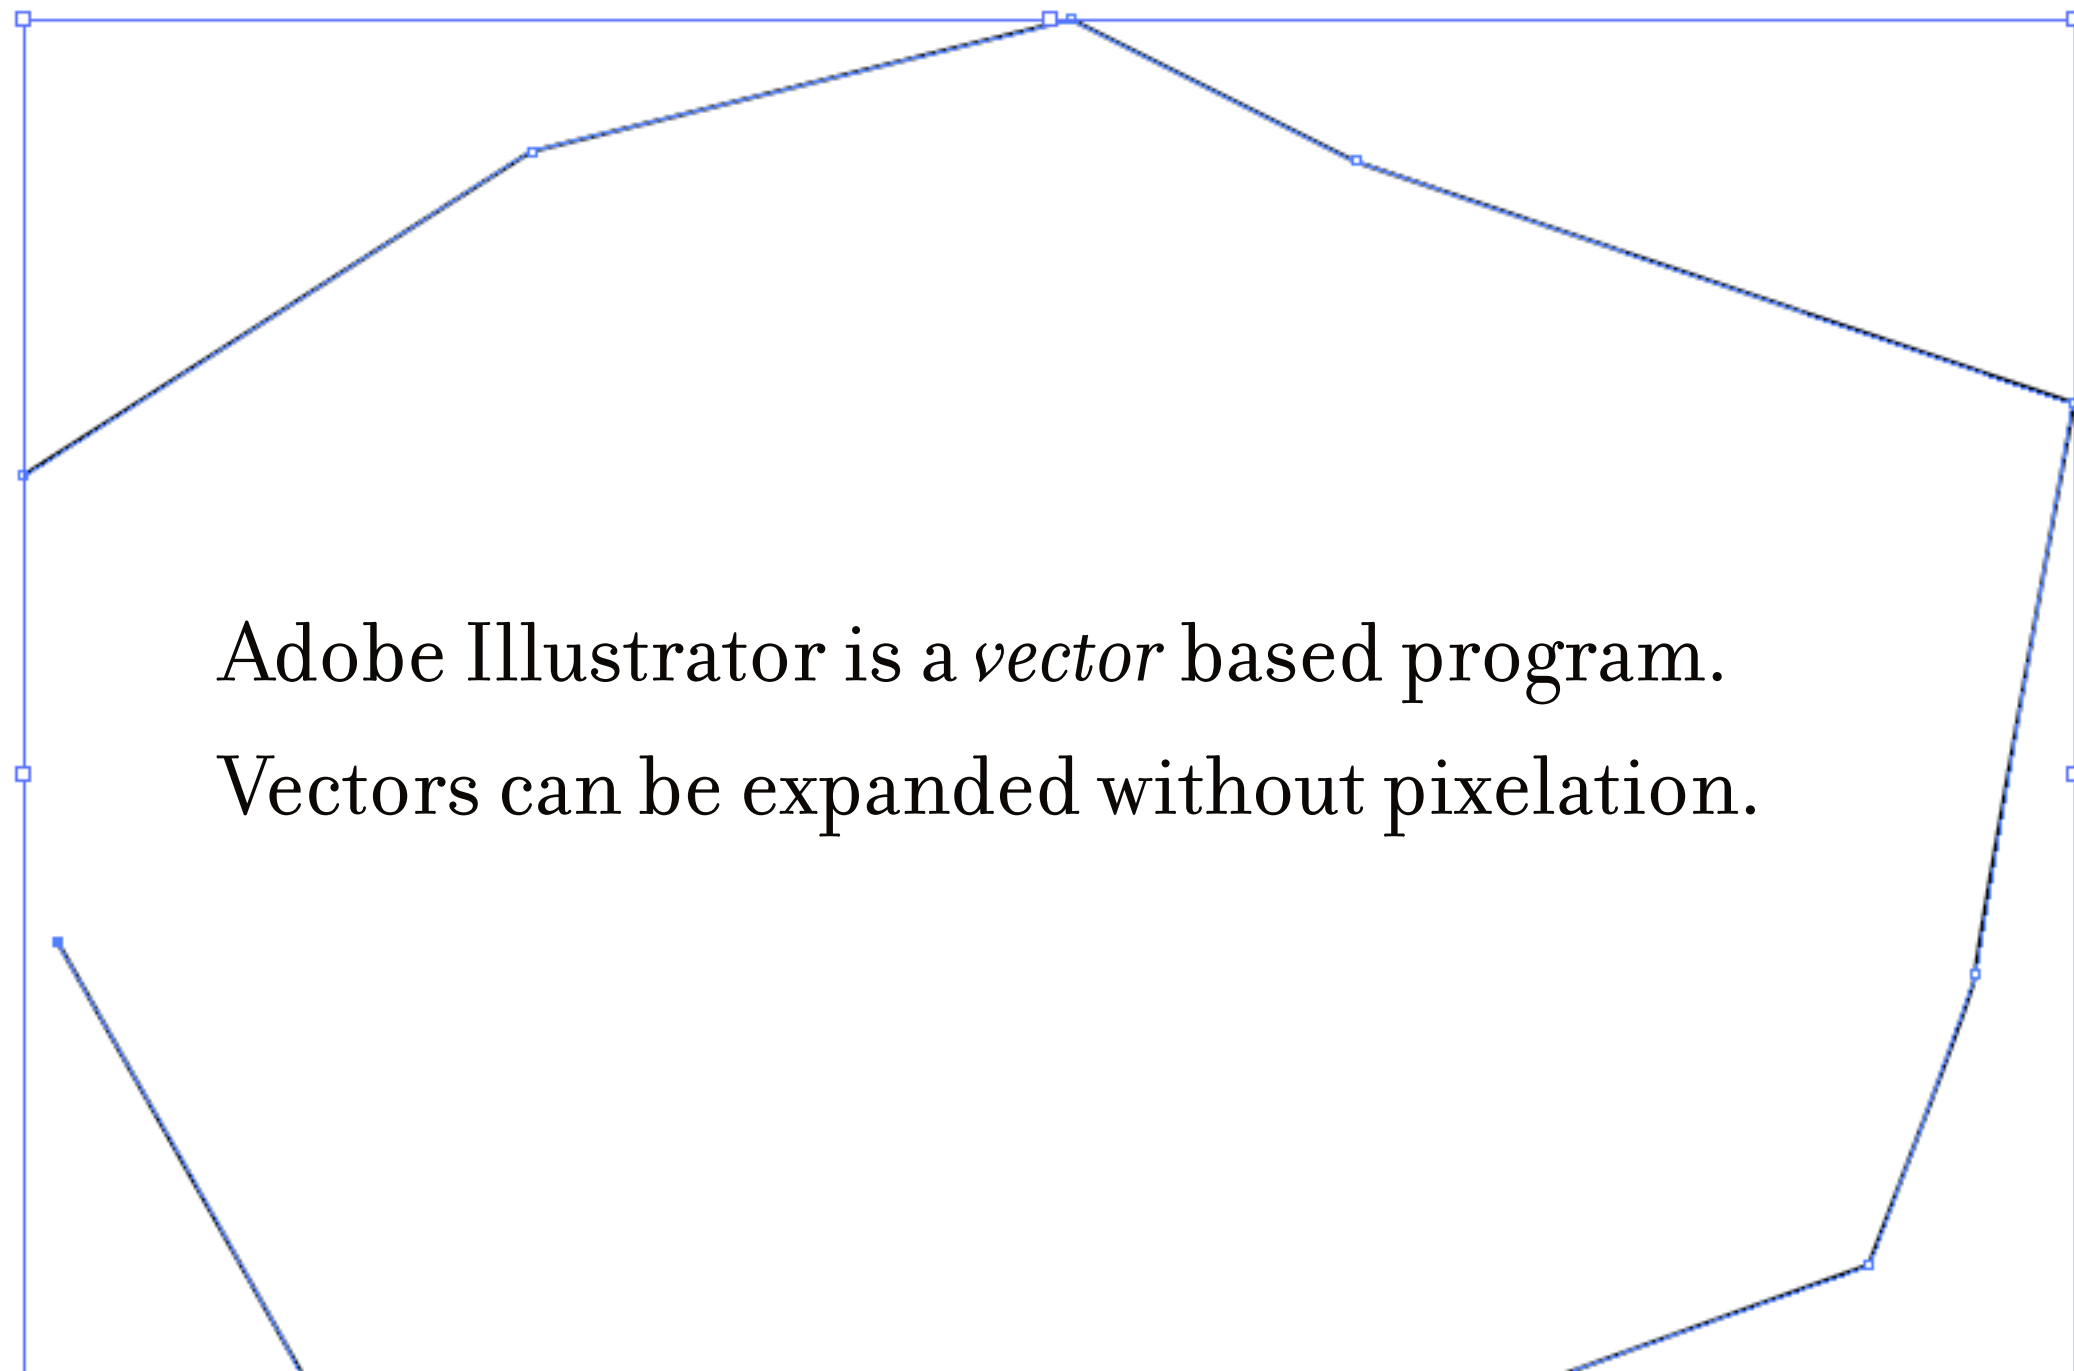 Adobe Illustrator is a vector based program.
Vectors can be expanded without pixelation.